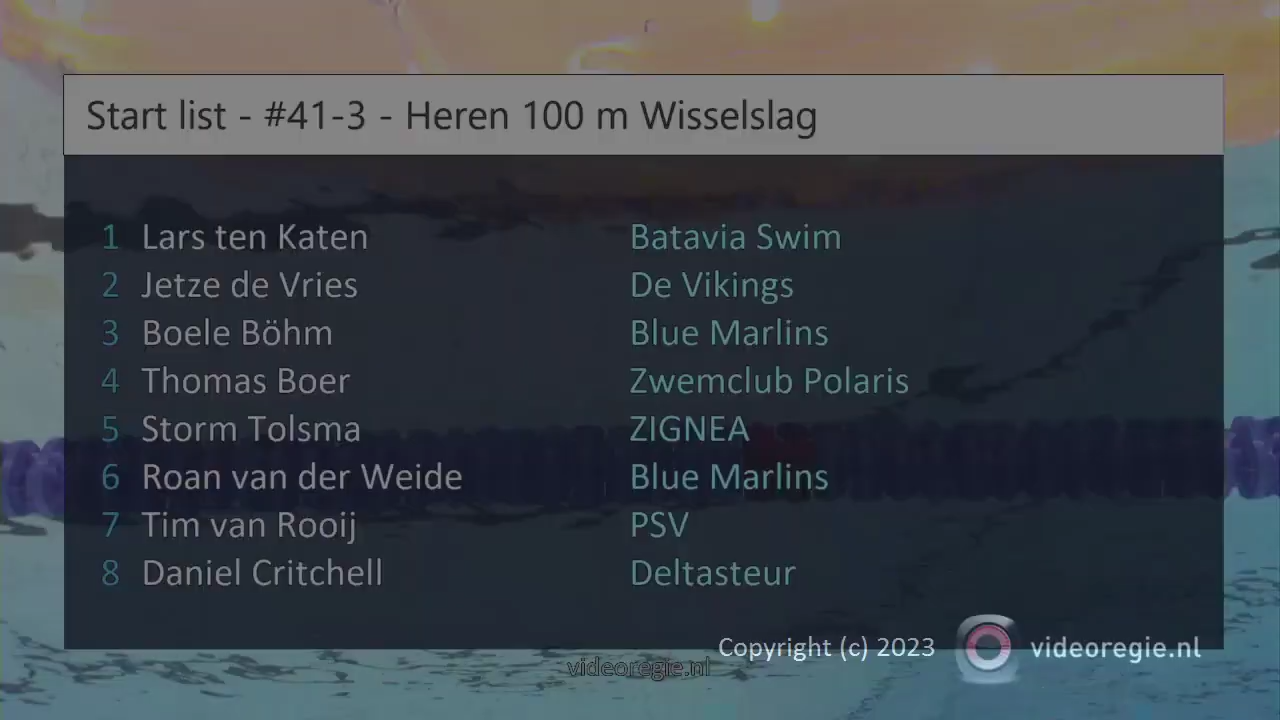 Start list - #41-3 - Heren 100 m Wisselslag
1 Lars ten Katen Batavia Swim
2 Jetze de Vries De Vikings
3 Boele Böhm Blue Marlins
4 Thomas Boer Zwemclub Polaris
5 Storm Tolsma ZIGNEA
6 Roan van der Weide Blue Marlins
7 Tim van Rooij PSV
8 Daniel Critchell Deltasteur
Copyright (c) 2023 videoregie.nl
videoregie.nl